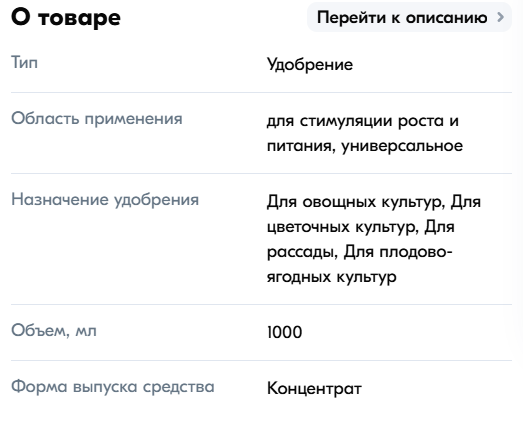 О товаре
Перейти к описанию
Тип
Удобрение
Область применения
для стимуляции роста и
питания, универсальное
Назначение удобрения
Для овощных культур, Для
цветочных культур, Для
рассады, Для плодово-
ягодных культур
Объем, мл
1000
Форма выпуска средства
Концентрат